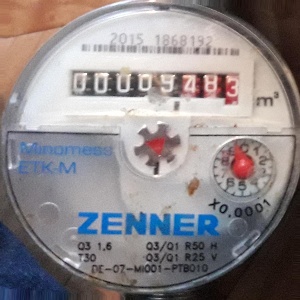 2015 1868192
00009483 m³
Minomess
ETK-M
X0,0001
ZENNER
Q3 1,6 Q3/Q1 R50 H
T30 Q3/Q1 R25 V
DE-07-MI001-PTB010